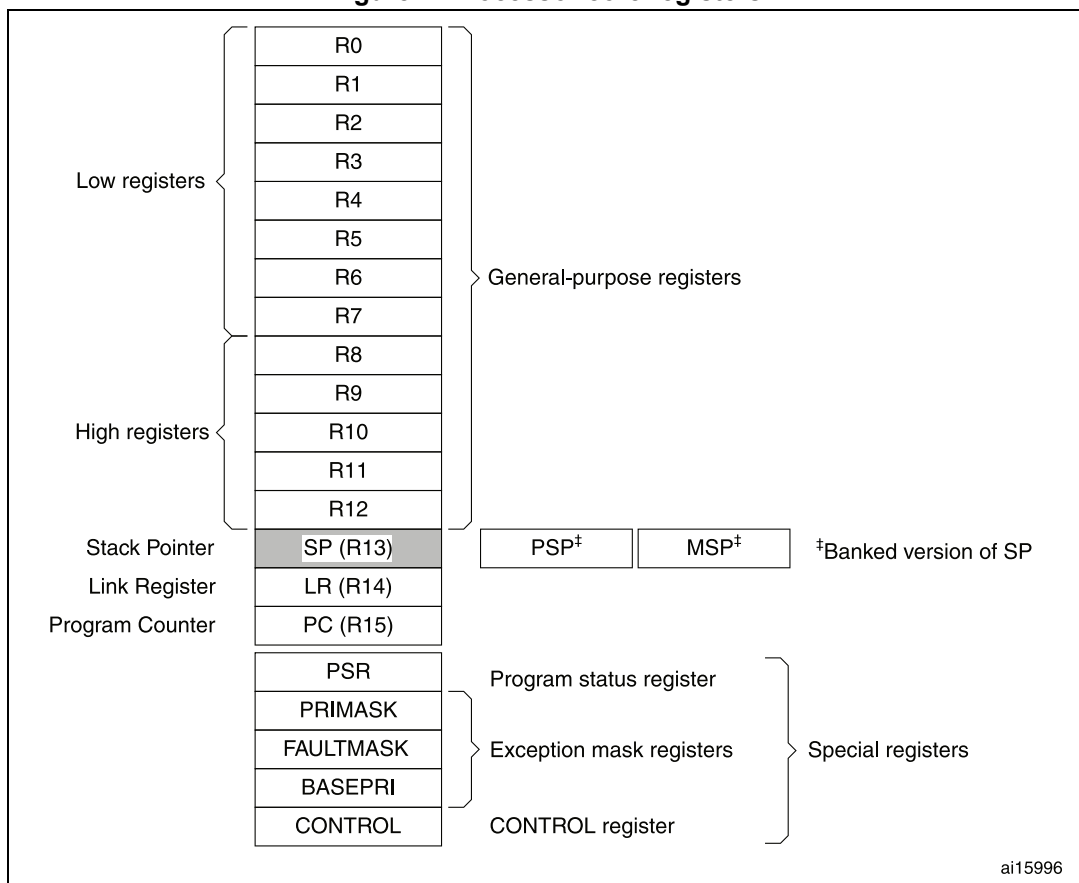 R0
R1
R2
R3
Low registers
R4
R5
R6
General-purpose registers
R7
R8
R9
High registers
R10
R11
R12
Stack Pointer SP (R13) PSP‡ MSP‡ ‡Banked version of SP
Link Register LR (R14)
Program Counter PC (R15)
PSR Program status register
PRIMASK
FAULTMASK Exception mask registers Special registers
BASEPRI
CONTROL CONTROL register
ai15996